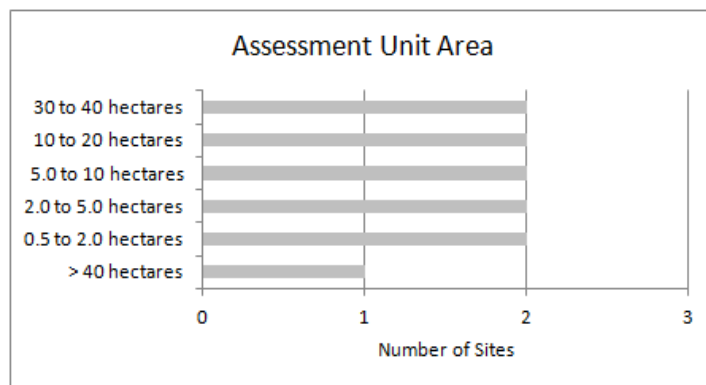 Assessment Unit Area
30 to 40 hectares
10 to 20 hectares
5.0 to 10 hectares
2.0 to 5.0 hectares
0.5 to 2.0 hectares
> 40 hectares
0 1 2 3
Number of Sites